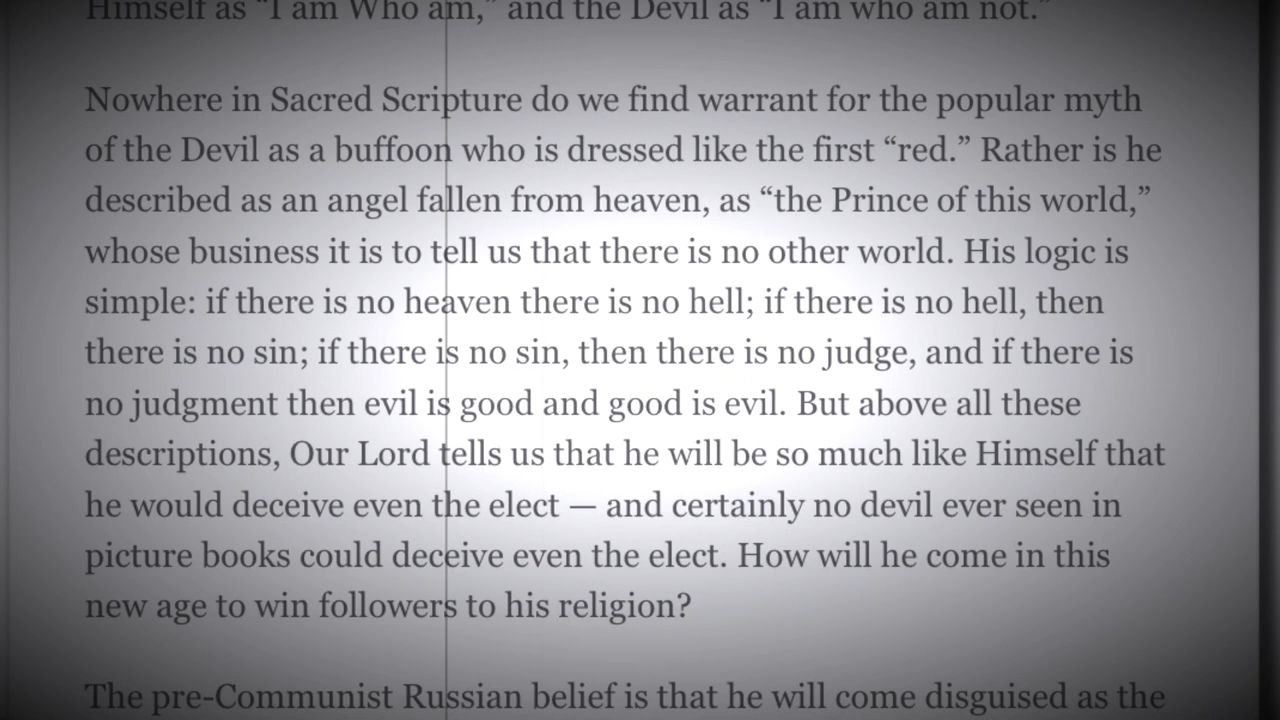 Himself as “I am Who am,” and the Devil as “I am who am not.”
Nowhere in Sacred Scripture do we find warrant for the popular myth
of the Devil as a buffoon who is dressed like the first “red.” Rather is he
described as an angel fallen from heaven, as “the Prince of this world,”
whose business it is to tell us that there is no other world. His logic is
simple: if there is no heaven there is no hell; if there is no hell, then
there is no sin; if there is no sin, then there is no judge, and if there is
no judgment then evil is good and good is evil. But above all these
descriptions, Our Lord tells us that he will be so much like Himself that
he would deceive even the elect — and certainly no devil ever seen in
picture books could deceive even the elect. How will he come in this
new age to win followers to his religion?
The pre-Communist Russian belief is that he will come disguised as the